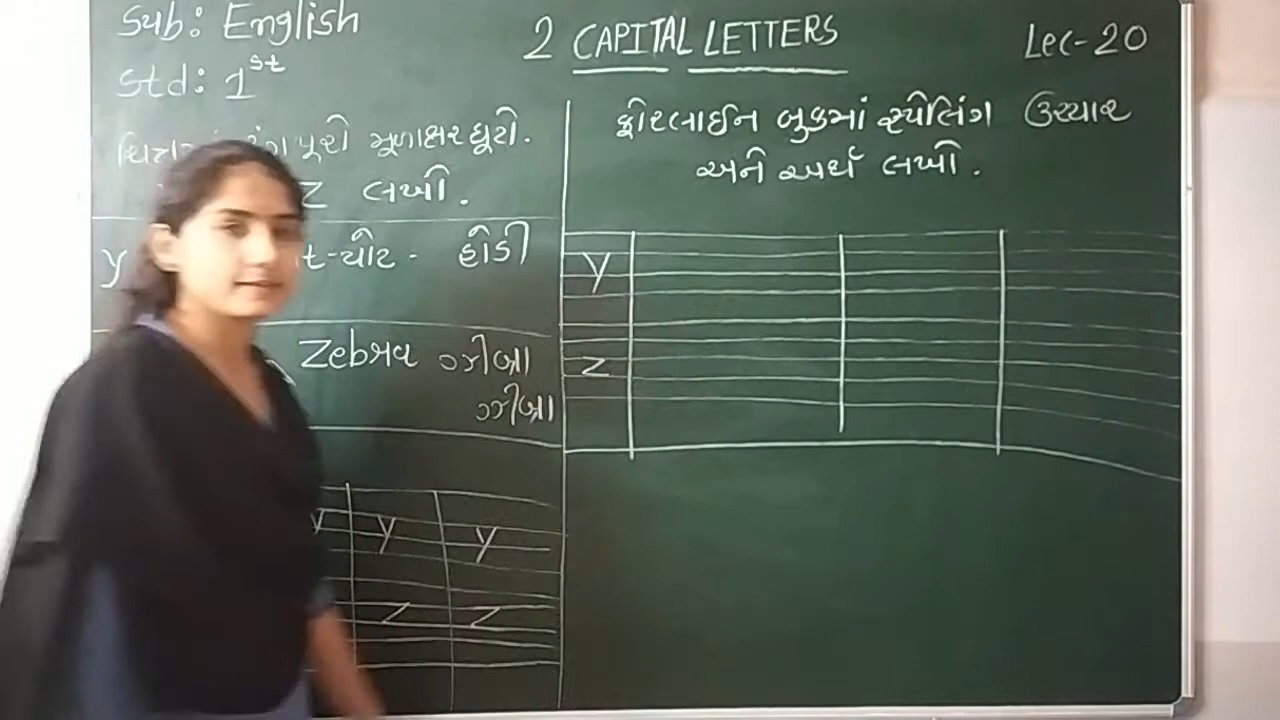 Sub: English
Std: 1st
2 CAPITAL LETTERS
Lec-20
પૂરો મૂળાક્ષર ઘૂટો.
Z લખો.
y
t-યોટ - હોડી
Zebra ઝીબ્રા
ઝીબ્રા
y y
z z
ફોરલાઈન બુકમાં સ્પેલિંગ ઉચ્ચાર
અને અર્થ લખો.
y
z